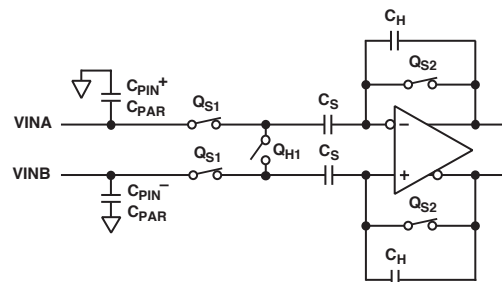 C_H
Q_S2
C_PIN+
C_PAR
Q_S1
C_S
VINA
−
Q_H1
Q_S1
C_S
VINB
+
C_PIN−
C_PAR
Q_S2
C_H